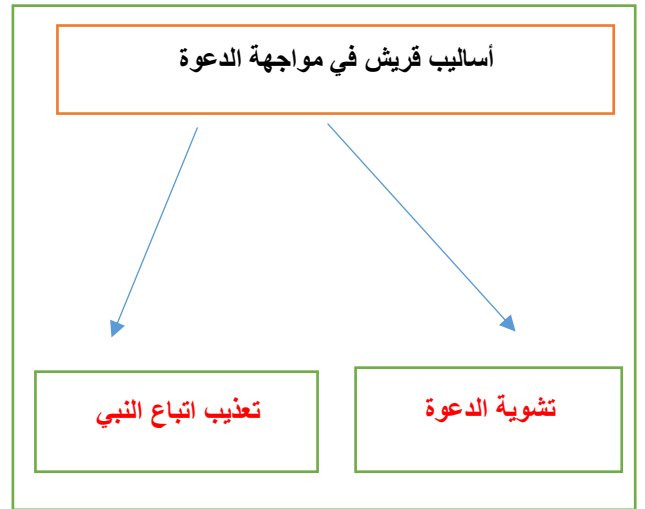 أساليب قريش في مواجهة الدعوة
تشوية الدعوة
تعذيب اتباع النبي